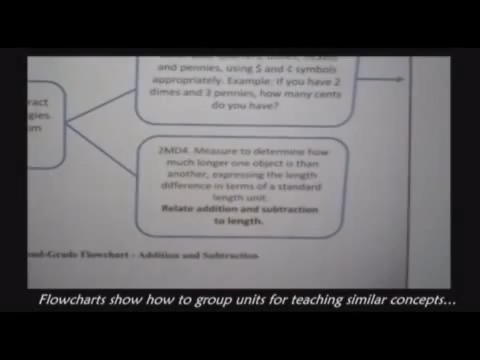 and pennies, using $ and ¢ symbols
appropriately. Example: if you have 2
dimes and 3 pennies, how many cents
do you have?
ract
gies.
im
2MD4. Measure to determine how
much longer one object is than
another, expressing the length
difference in terms of a standard
length unit.
Relate addition and subtraction
to length.
Grade Flowchart - Addition and Subtraction
Flowcharts show how to group units for teaching similar concepts...